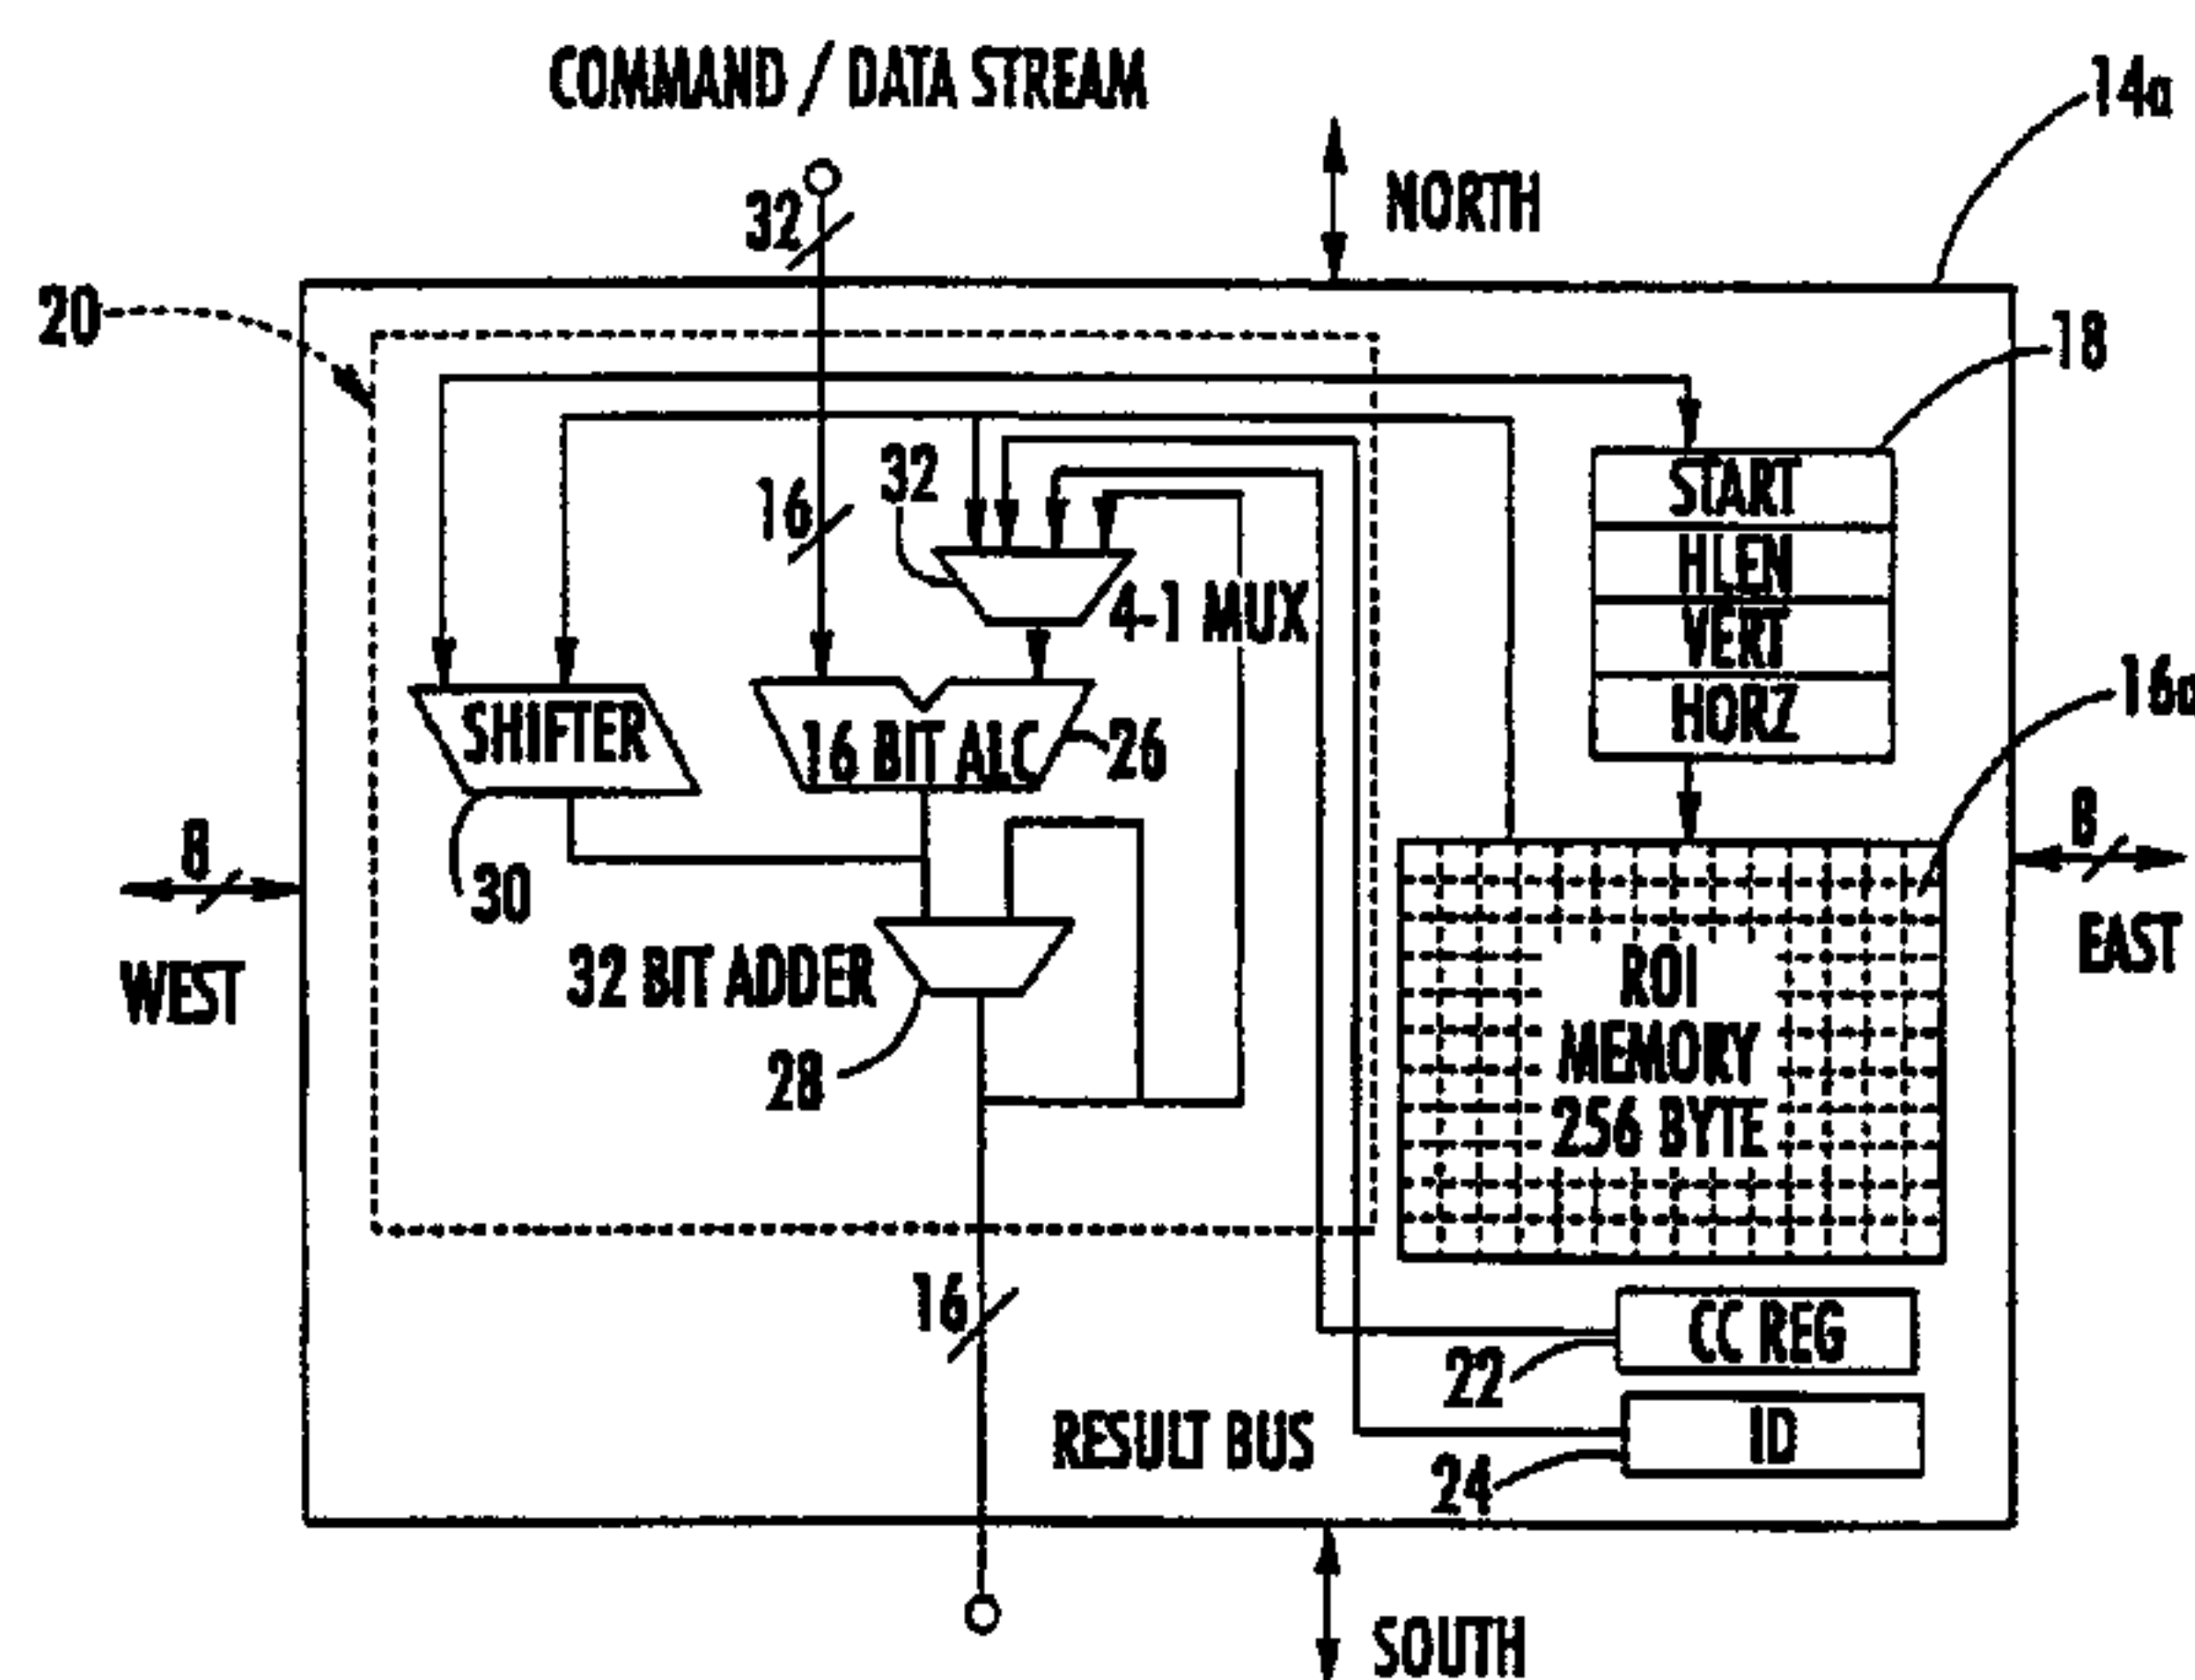 COMMAND / DATA STREAM
14a
32
NORTH
20
18
32
16
START
HLEN
4-1 MUX
VERT
16a
SHIFTER
16 BIT ALC
26
HORZ
8
8
30
WEST
32 BIT ADDER
EAST
ROI
MEMORY
256 BYTE
28
16
CC REG
22
RESULT BUS
ID
24
SOUTH